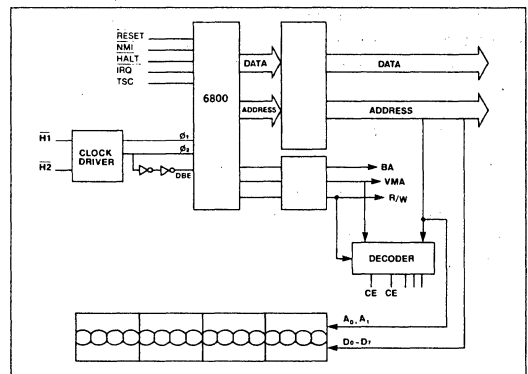 RESET
NMI
HALT
IRQ
TSC
6800
DATA
DATA
ADDRESS
ADDRESS
H1
H2
CLOCK
DRIVER
Ø1
Ø2
DBE
BA
VMA
R/W
DECODER
CE CE
A0, A1
D0-D7